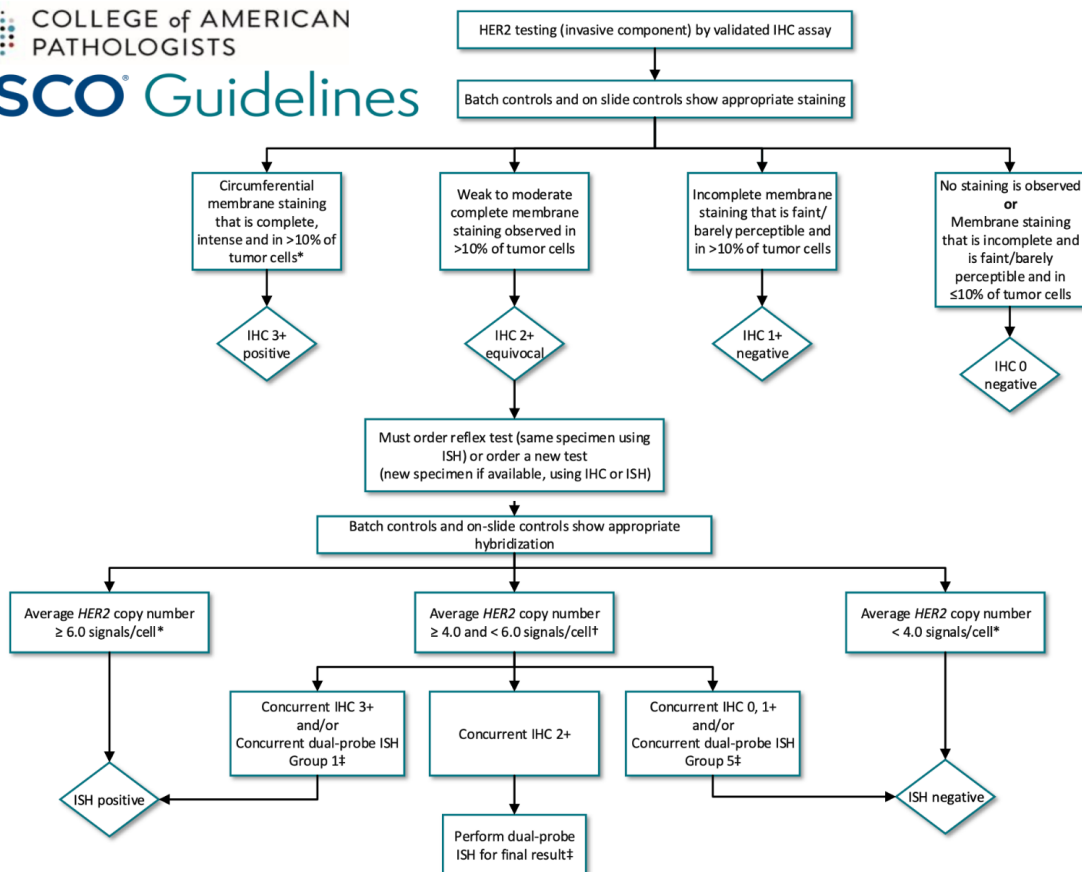 COLLEGE of AMERICAN
PATHOLOGISTS
SCO® Guidelines
HER2 testing (invasive component) by validated IHC assay
Batch controls and on slide controls show appropriate staining
Circumferential
membrane staining
that is complete,
intense and in >10% of
tumor cells*
Weak to moderate
complete membrane
staining observed in
>10% of tumor cells
Incomplete membrane
staining that is faint/
barely perceptible and
in >10% of tumor cells
No staining is observed
or
Membrane staining
that is incomplete and
is faint/barely
perceptible and in
≤10% of tumor cells
IHC 3+
positive
IHC 2+
equivocal
IHC 1+
negative
IHC 0
negative
Must order reflex test (same specimen using
ISH) or order a new test
(new specimen if available, using IHC or ISH)
Batch controls and on-slide controls show appropriate
hybridization
Average HER2 copy number
≥ 6.0 signals/cell*
Average HER2 copy number
≥ 4.0 and < 6.0 signals/cell†
Average HER2 copy number
< 4.0 signals/cell*
Concurrent IHC 3+
and/or
Concurrent dual-probe ISH
Group 1‡
Concurrent IHC 2+
Concurrent IHC 0, 1+
and/or
Concurrent dual-probe ISH
Group 5‡
ISH positive
ISH negative
Perform dual-probe
ISH for final result‡